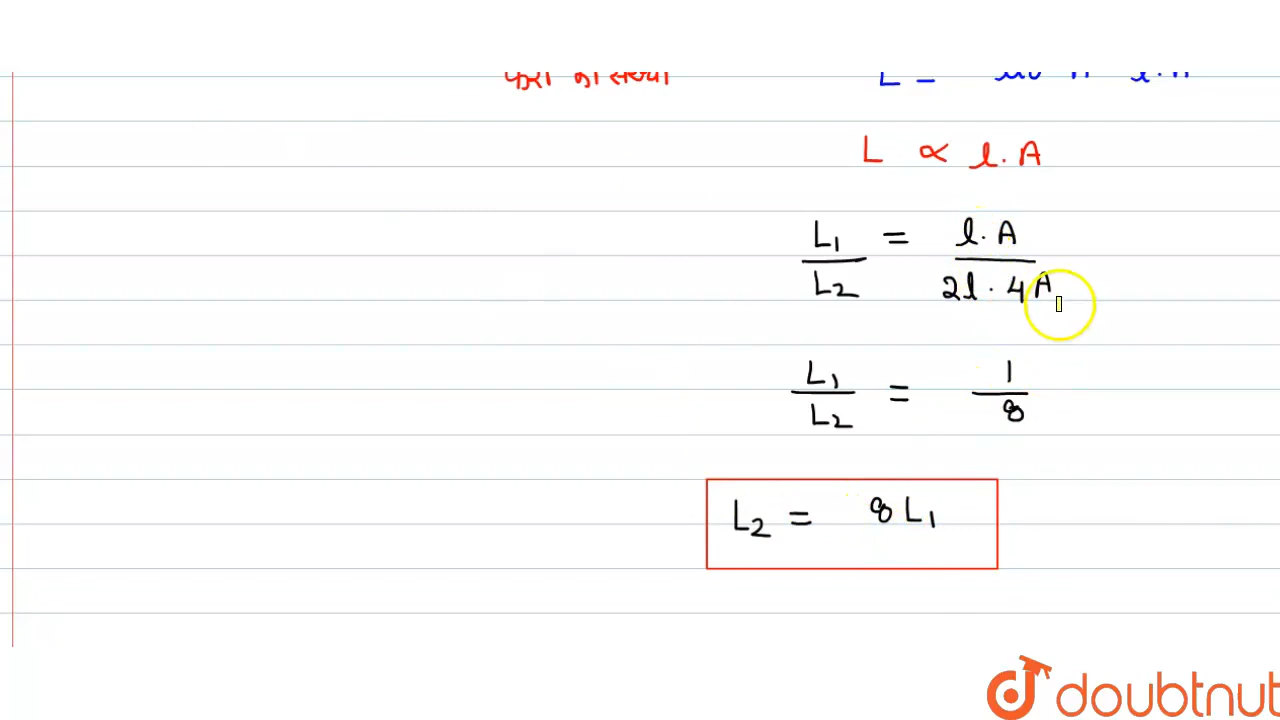 L ∝ l.A
L₁/L₂ = l.A/2l.4A
L₁/L₂ = 1/8
L₂ = 8L₁
doubtnut